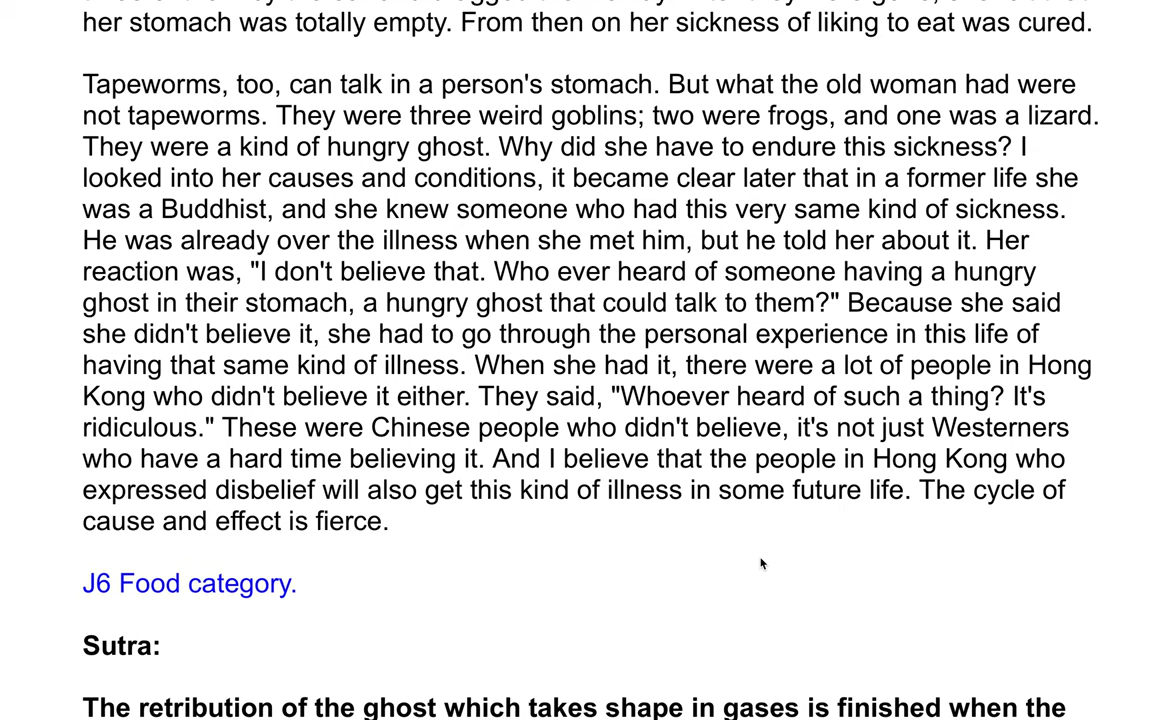 her stomach was totally empty. From then on her sickness of liking to eat was cured.
Tapeworms, too, can talk in a person's stomach. But what the old woman had were
not tapeworms. They were three weird goblins; two were frogs, and one was a lizard.
They were a kind of hungry ghost. Why did she have to endure this sickness? I
looked into her causes and conditions, it became clear later that in a former life she
was a Buddhist, and she knew someone who had this very same kind of sickness.
He was already over the illness when she met him, but he told her about it. Her
reaction was, "I don't believe that. Who ever heard of someone having a hungry
ghost in their stomach, a hungry ghost that could talk to them?" Because she said
she didn't believe it, she had to go through the personal experience in this life of
having that same kind of illness. When she had it, there were a lot of people in Hong
Kong who didn't believe it either. They said, "Whoever heard of such a thing? It's
ridiculous." These were Chinese people who didn't believe, it's not just Westerners
who have a hard time believing it. And I believe that the people in Hong Kong who
expressed disbelief will also get this kind of illness in some future life. The cycle of
cause and effect is fierce.
J6 Food category.
Sutra:
The retribution of the ghost which takes shape in gases is finished when the